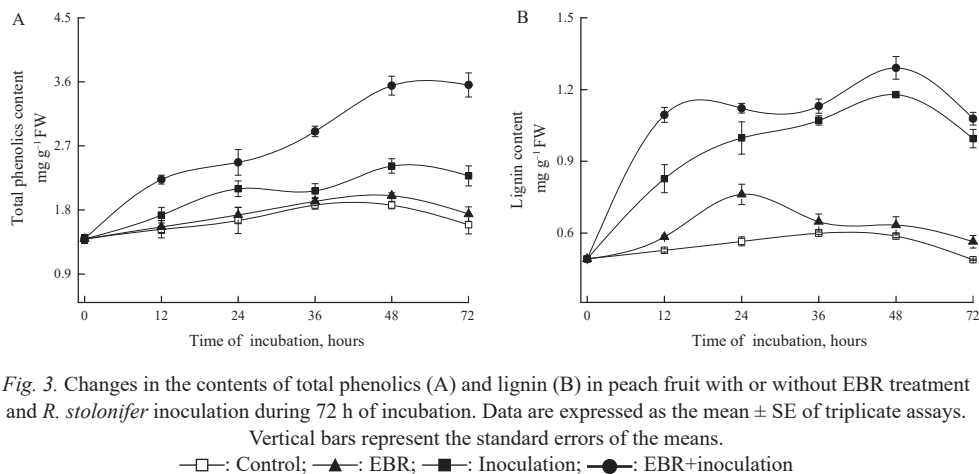 A
4.5
3.6
2.7
1.8
0.9
Total phenolics content
mg g⁻¹ FW
0 12 24 36 48 72
Time of incubation, hours
B
1.5
1.2
0.9
0.6
Lignin content
mg g⁻¹ FW
0 12 24 36 48 72
Time of incubation, hours
Fig. 3. Changes in the contents of total phenolics (A) and lignin (B) in peach fruit with or without EBR treatment
and R. stolonifer inoculation during 72 h of incubation. Data are expressed as the mean ± SE of triplicate assays.
Vertical bars represent the standard errors of the means.
—□—: Control; —▲—: EBR; —■—: Inoculation; —●—: EBR+inoculation